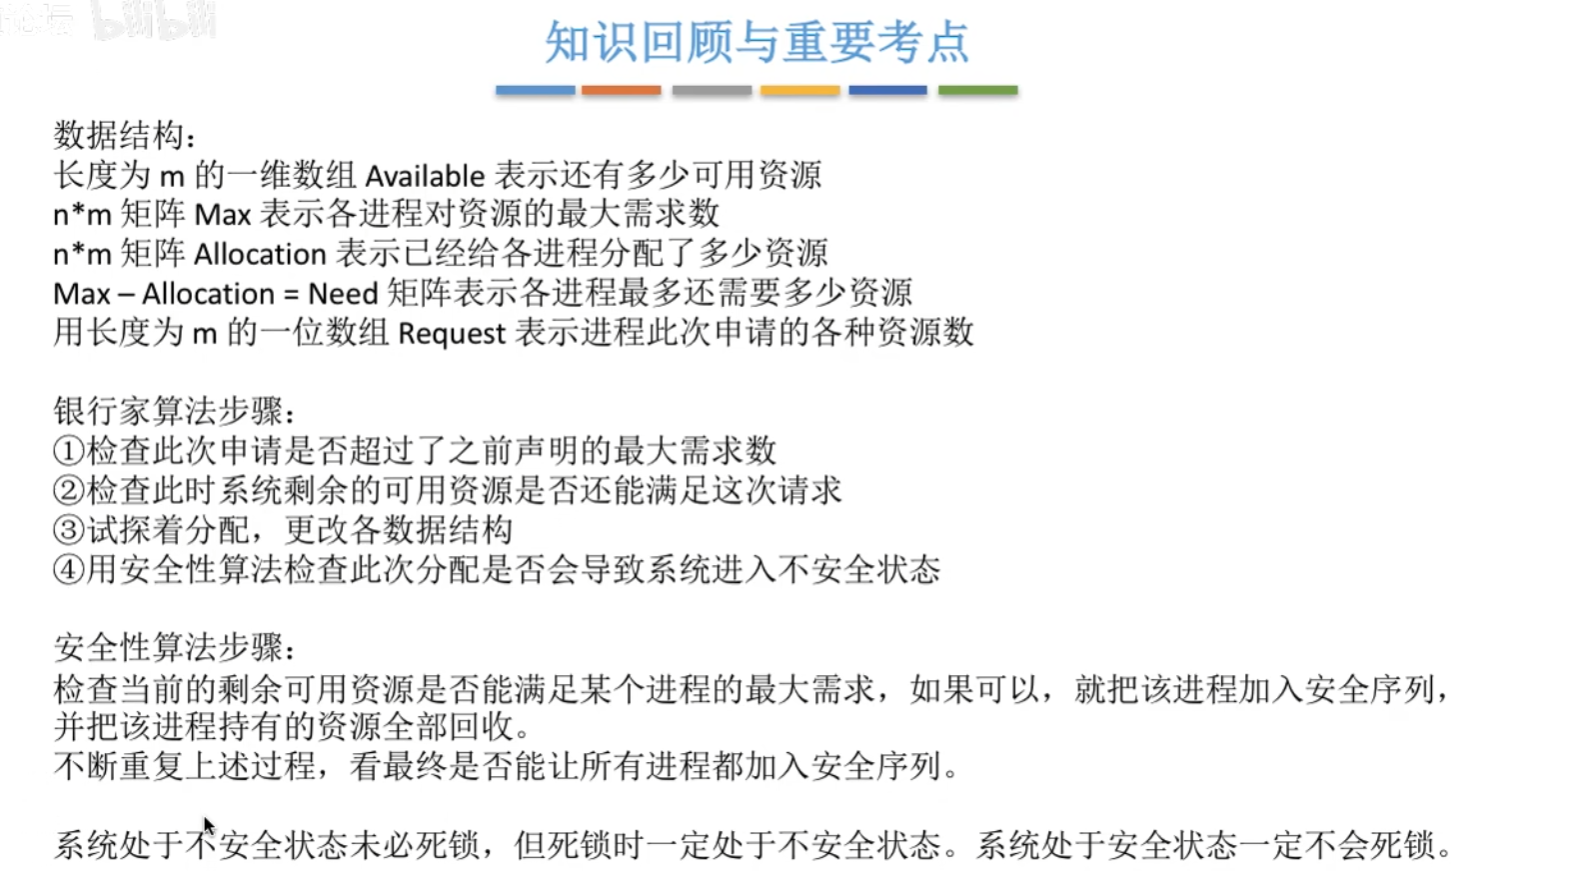 论坛 bilibili
知识回顾与重要考点
数据结构：
长度为 m 的一维数组 Available 表示还有多少可用资源
n*m 矩阵 Max 表示各进程对资源的最大需求数
n*m 矩阵 Allocation 表示已经给各进程分配了多少资源
Max – Allocation = Need 矩阵表示各进程最多还需要多少资源
用长度为 m 的一位数组 Request 表示进程此次申请的各种资源数
银行家算法步骤：
①检查此次申请是否超过了之前声明的最大需求数
②检查此时系统剩余的可用资源是否还能满足这次请求
③试探着分配，更改各数据结构
④用安全性算法检查此次分配是否会导致系统进入不安全状态
安全性算法步骤：
检查当前的剩余可用资源是否能满足某个进程的最大需求，如果可以，就把该进程加入安全序列，
并把该进程持有的资源全部回收。
不断重复上述过程，看最终是否能让所有进程都加入安全序列。
系统处于不安全状态未必死锁，但死锁时一定处于不安全状态。系统处于安全状态一定不会死锁。